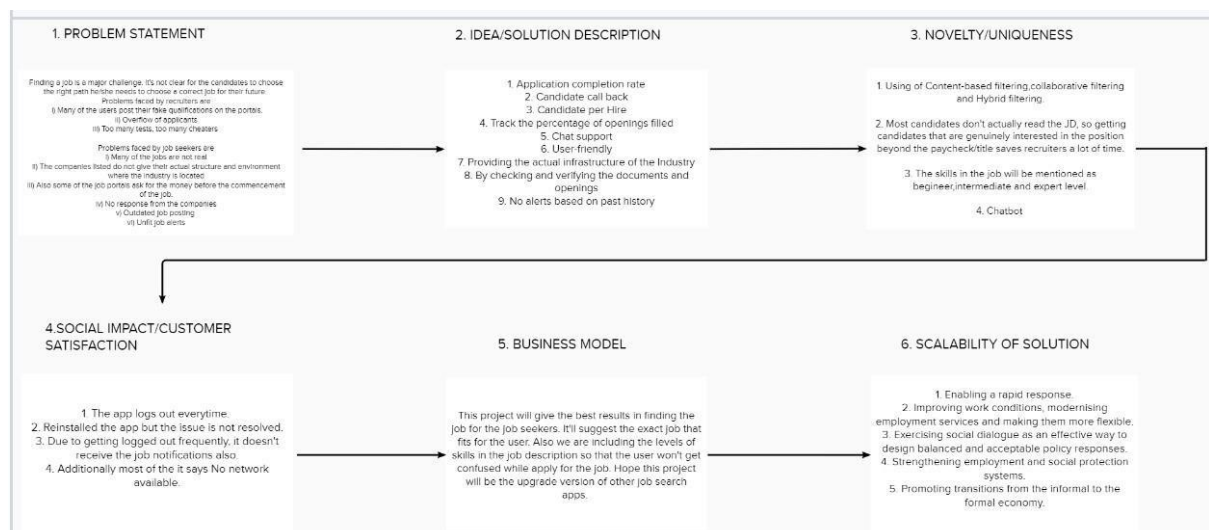 1. PROBLEM STATEMENT
Finding a job is a major challenge. It's not clear for the candidates to choose
the right path he/she needs to choose a correct job for their future.
Problems faced by recruiters are
i) Many of the users post their fake qualifications on the portals.
ii) Overflow of applicants
iii) Too many tests, too many cheaters
Problems faced by job seekers are
i) Many of the jobs are not real
ii) The companies listed do not give their actual structure and environment
where the industry is located
iii) Also some of the job portals ask for the money before the commencement
of the job.
iv) No response from the companies
v) Outdated job posting
vi) Unfit job alerts
2. IDEA/SOLUTION DESCRIPTION
1. Application completion rate
2. Candidate call back
3. Candidate per Hire
4. Track the percentage of openings filled
5. Chat support
6. User-friendly
7. Providing the actual infrastructure of the Industry
8. By checking and verifying the documents and
openings
9. No alerts based on past history
3. NOVELTY/UNIQUENESS
1. Using of Content-based filtering,collaborative filtering
and Hybrid filtering.
2. Most candidates don't actually read the JD, so getting
candidates that are genuinely interested in the position
beyond the paycheck/title saves recruiters a lot of time.
3. The skills in the job will be mentioned as
begineer,intermediate and expert level.
4. Chatbot
4.SOCIAL IMPACT/CUSTOMER
SATISFACTION
1. The app logs out everytime.
2. Reinstalled the app but the issue is not resolved.
3. Due to getting logged out frequently, it doesn't
receive the job notifications also.
4. Additionally most of the it says No network
available.
5. BUSINESS MODEL
This project will give the best results in finding the
job for the job seekers. It'll suggest the exact job that
fits for the user. Also we are including the levels of
skills in the job description so that the user won't get
confused while apply for the job. Hope this project
will be the upgrade version of other job search
apps.
6. SCALABILITY OF SOLUTION
1. Enabling a rapid response.
2. Improving work conditions, modernising
employment services and making them more flexible.
3. Exercising social dialogue as an effective way to
design balanced and acceptable policy responses.
4. Strengthening employment and social protection
systems.
5. Promoting transitions from the informal to the
formal economy.